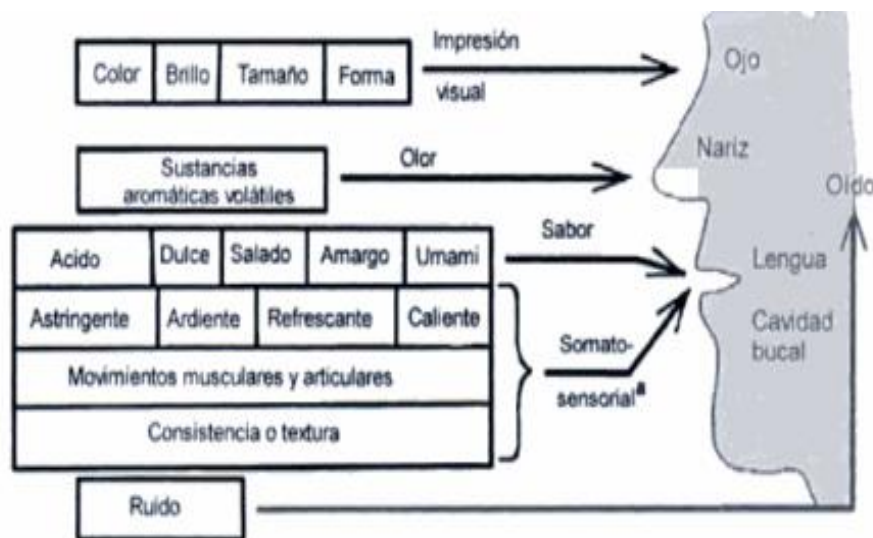 Color Brillo Tamaño Forma
Impresión
visual
Ojo
Sustancias
aromáticas volátiles
Olor
Nariz
Oído
Acido Dulce Salado Amargo Umami
Sabor
Lengua
Astringente Ardiente Refrescante Caliente
Cavidad
bucal
Movimientos musculares y articulares
Somato-
sensorial a
Consistencia o textura
Ruido